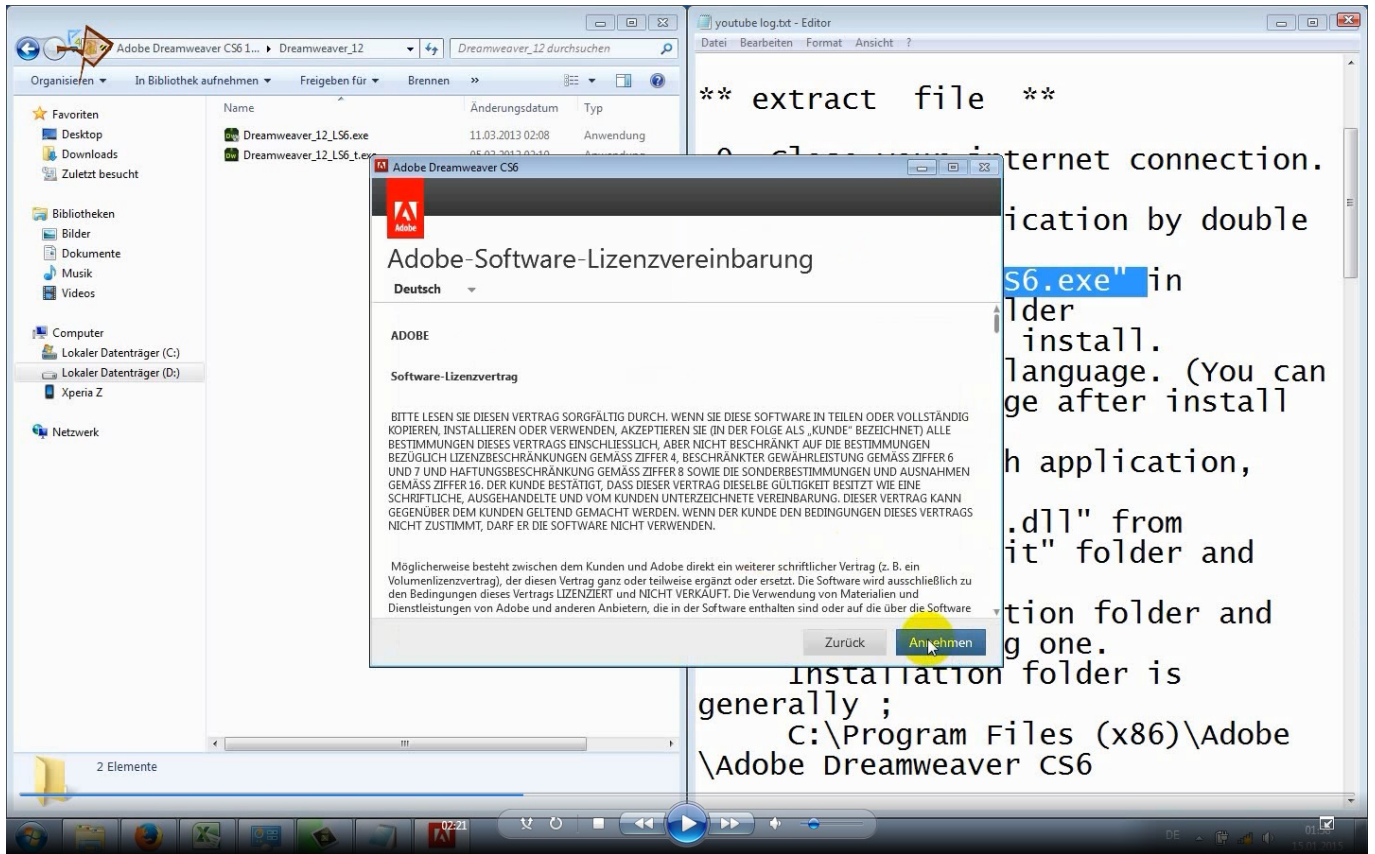 Adobe Dreamweaver CS6 1... ▸ Dreamweaver_12
Dreamweaver_12 durchsuchen
Organisieren
In Bibliothek aufnehmen
Freigeben für
Brennen
»
Favoriten
Desktop
Downloads
Zuletzt besucht
Bibliotheken
Bilder
Dokumente
Musik
Videos
Computer
Lokaler Datenträger (C:)
Lokaler Datenträger (D:)
Xperia Z
Netzwerk
Name Änderungsdatum Typ
Dreamweaver_12_LS6.exe 11.03.2013 02:08 Anwendung
Dreamweaver_12_LS6_t.exe
2 Elemente
Adobe Dreamweaver CS6
Adobe
Adobe-Software-Lizenzvereinbarung
Deutsch
ADOBE
Software-Lizenzvertrag
BITTE LESEN SIE DIESEN VERTRAG SORGFÄLTIG DURCH. WENN SIE DIESE SOFTWARE IN TEILEN ODER VOLLSTÄNDIG
KOPIEREN, INSTALLIEREN ODER VERWENDEN, AKZEPTIEREN SIE (IN DER FOLGE ALS „KUNDE" BEZEICHNET) ALLE
BESTIMMUNGEN DIESES VERTRAGS EINSCHLIESSLICH, ABER NICHT BESCHRÄNKT AUF DIE BESTIMMUNGEN
BEZÜGLICH LIZENZBESCHRÄNKUNGEN GEMÄSS ZIFFER 4, BESCHRÄNKTER GEWÄHRLEISTUNG GEMÄSS ZIFFER 6
UND 7 UND HAFTUNGSBESCHRÄNKUNG GEMÄSS ZIFFER 8 SOWIE DIE SONDERBESTIMMUNGEN UND AUSNAHMEN
GEMÄSS ZIFFER 16. DER KUNDE BESTÄTIGT, DASS DIESER VERTRAG DIESELBE GÜLTIGKEIT BESITZT WIE EINE
SCHRIFTLICHE, AUSGEHANDELTE UND VOM KUNDEN UNTERZEICHNETE VEREINBARUNG. DIESER VERTRAG KANN
GEGENÜBER DEM KUNDEN GELTEND GEMACHT WERDEN. WENN DER KUNDE DEN BEDINGUNGEN DIESES VERTRAGS
NICHT ZUSTIMMT, DARF ER DIE SOFTWARE NICHT VERWENDEN.
Möglicherweise besteht zwischen dem Kunden und Adobe direkt ein weiterer schriftlicher Vertrag (z. B. ein
Volumenlizenzvertrag), der diesen Vertrag ganz oder teilweise ergänzt oder ersetzt. Die Software wird ausschließlich zu
den Bedingungen dieses Vertrags LIZENZIERT und NICHT VERKAUFT. Die Verwendung von Materialien und
Dienstleistungen von Adobe und anderen Anbietern, die in der Software enthalten sind oder auf die über die Software
Zurück
Annehmen
youtube log.txt - Editor
Datei Bearbeiten Format Ansicht ?
** extract file **
internet connection.
ication by double
S6.exe" in
lder
install.
language. (You can
ge after install
h application,
.dll" from
it" folder and
tion folder and
g one.
Installation folder is
generally ;
C:\Program Files (x86)\Adobe
\Adobe Dreamweaver CS6
02:21
DE
15.01.2015